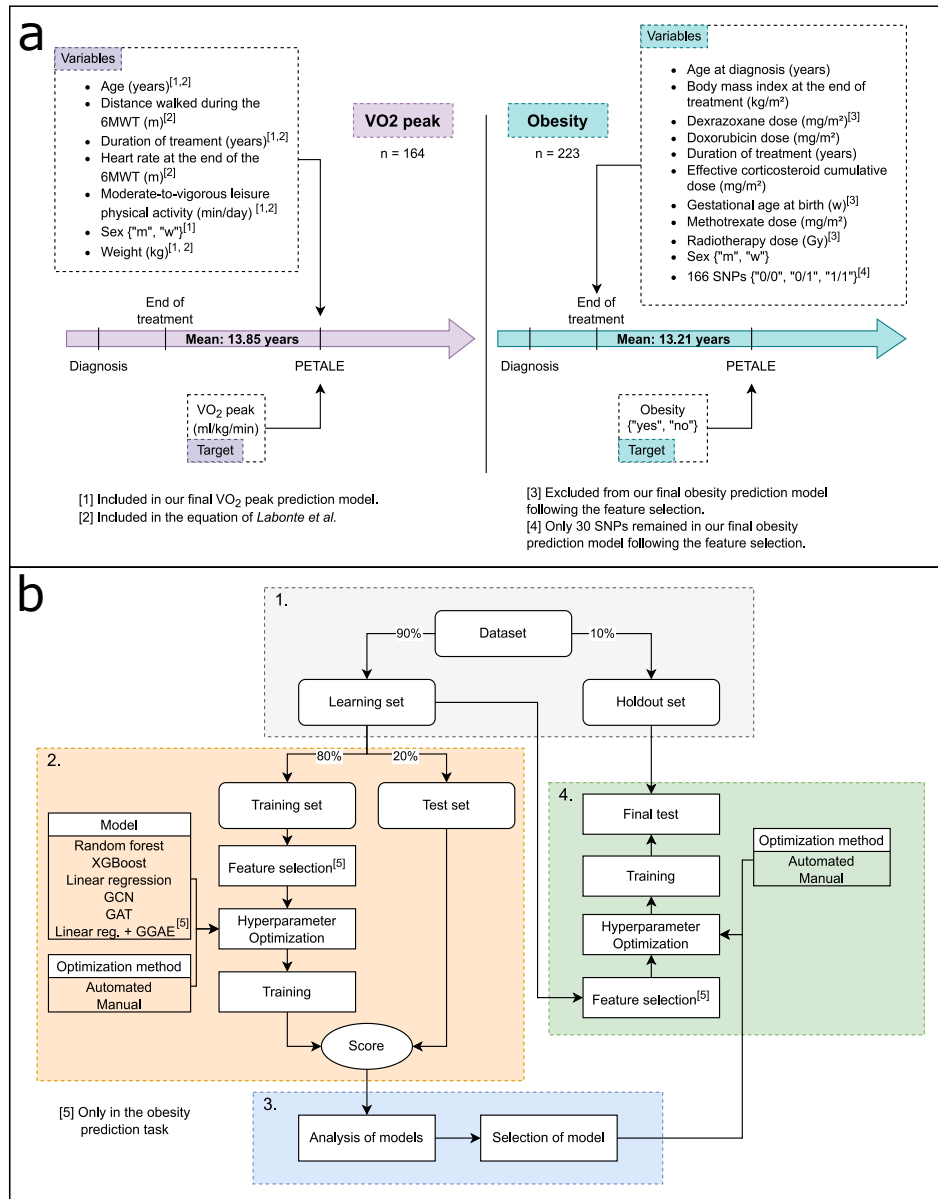 a
Variables
• Age (years)[1,2]
• Distance walked during the
6MWT (m)[2]
• Duration of treament (years)[1,2]
• Heart rate at the end of the
6MWT (m)[2]
• Moderate-to-vigorous leisure
physical activity (min/day) [1,2]
• Sex {"m", "w"}[1]
• Weight (kg)[1, 2]
VO2 peak
n = 164
End of
treatment
Mean: 13.85 years
Diagnosis
PETALE
VO2 peak
(ml/kg/min)
Target
[1] Included in our final VO2 peak prediction model.
[2] Included in the equation of Labonte et al.
Obesity
n = 223
Variables
• Age at diagnosis (years)
• Body mass index at the end of
treatment (kg/m²)
• Dexrazoxane dose (mg/m²)[3]
• Doxorubicin dose (mg/m²)
• Duration of treatment (years)
• Effective corticosteroid cumulative
dose (mg/m²)
• Gestational age at birth (w)[3]
• Methotrexate dose (mg/m²)
• Radiotherapy dose (Gy)[3]
• Sex {"m", "w"}
• 166 SNPs {"0/0", "0/1", "1/1"}[4]
End of
treatment
Mean: 13.21 years
Diagnosis
PETALE
Obesity
{"yes", "no"}
Target
[3] Excluded from our final obesity prediction model
following the feature selection.
[4] Only 30 SNPs remained in our final obesity
prediction model following the feature selection.
b
1.
Dataset
90%
10%
Learning set
Holdout set
2.
80%
20%
Training set
Test set
Model
Random forest
XGBoost
Linear regression
GCN
GAT
Linear reg. + GGAE[5]
Feature selection[5]
Hyperparameter
Optimization
Optimization method
Automated
Manual
Training
Score
4.
Final test
Training
Hyperparameter
Optimization
Feature selection[5]
Optimization method
Automated
Manual
[5] Only in the obesity
prediction task
3.
Analysis of models
Selection of model